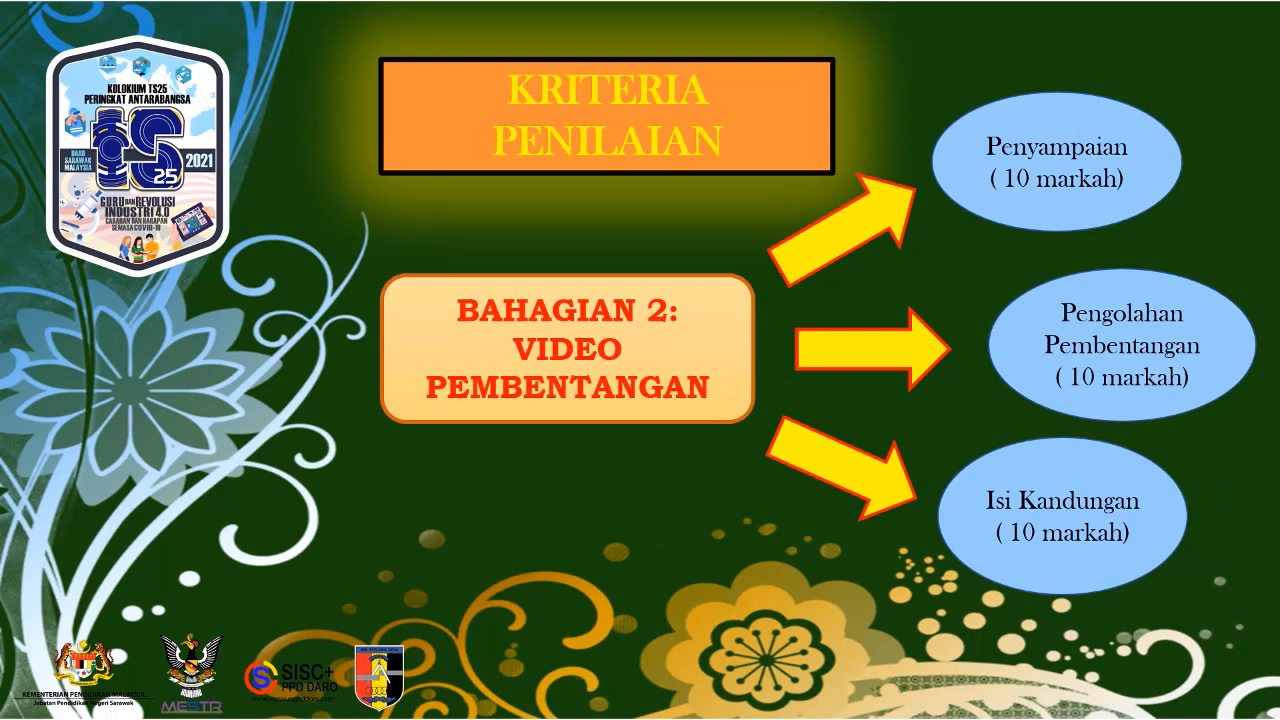 KOLOKIUM TS25
PERINGKAT ANTARABANGSA
DARO
SARAWAK
MALAYSIA
TS
25
2021
GURU DAN REVOLUSI
INDUSTRI 4.0
CABARAN DAN HARAPAN
SEMASA COVID-19
KRITERIA
PENILAIAN
BAHAGIAN 2:
VIDEO
PEMBENTANGAN
Penyampaian
( 10 markah)
Pengolahan
Pembentangan
( 10 markah)
Isi Kandungan
( 10 markah)
KEMENTERIAN PENDIDIKAN MALAYSIA
Jabatan Pendidikan Negeri Sarawak
MESTR
SISC+
PPD DARO